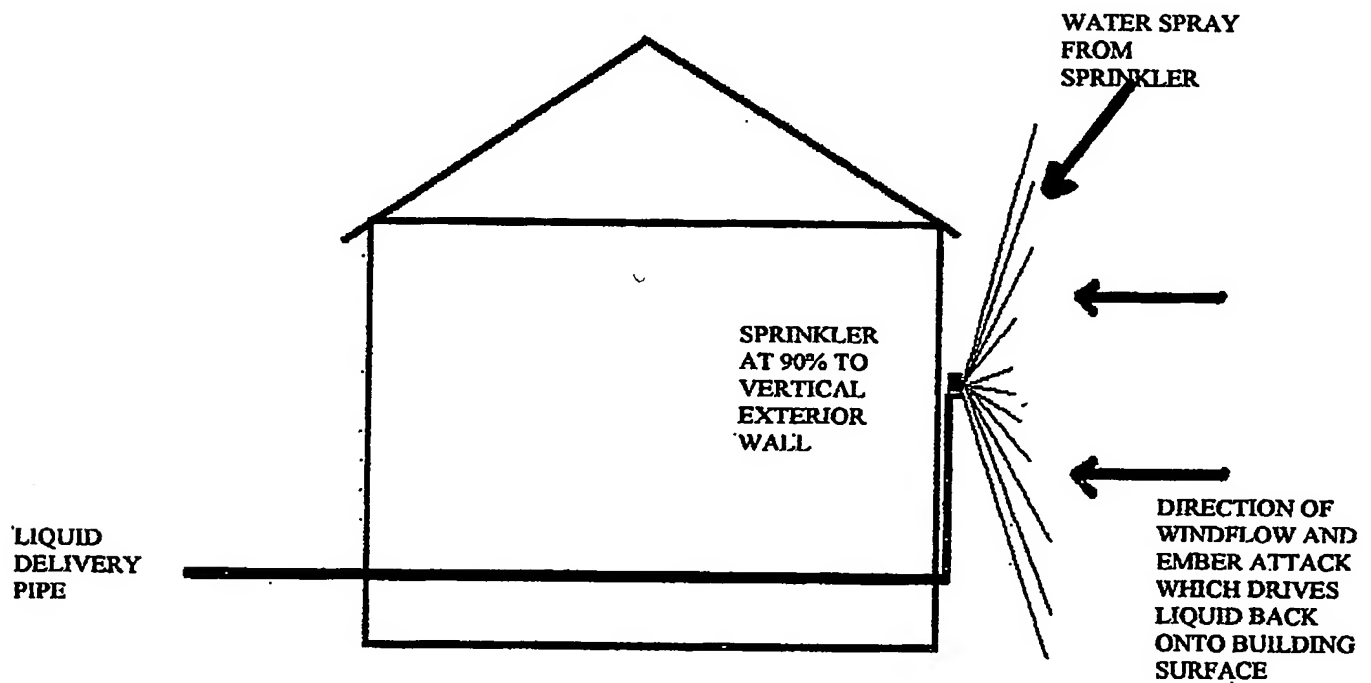 WATER SPRAY
FROM
SPRINKLER
SPRINKLER
AT 90% TO
VERTICAL
EXTERIOR
WALL
LIQUID
DELIVERY
PIPE
DIRECTION OF
WINDFLOW AND
EMBER ATTACK
WHICH DRIVES
LIQUID BACK
ONTO BUILDING
SURFACE